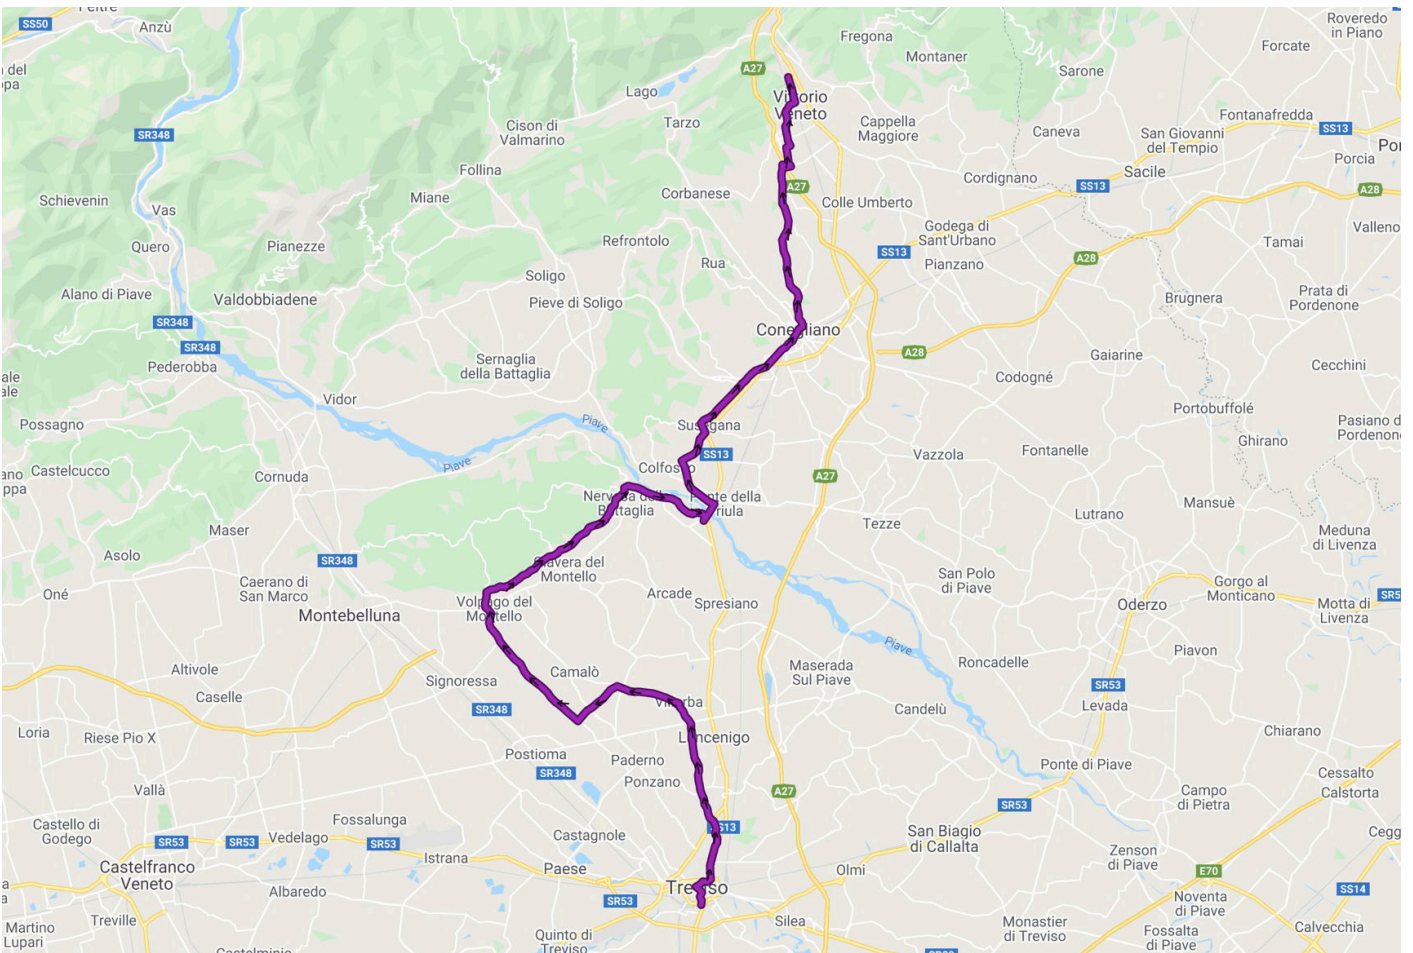 Feltre
SS50
Anzù
Roveredo
in Piano
Fregona
Forcate
Montaner
A27
Sarone
Lago
Vittorio
Veneto
Fontanafredda
Cison di
Valmarino
Tarzo
Cappella
Maggiore
Caneva
San Giovanni
del Tempio
SS13
SR348
Porcia
Follina
Sacile
Cordignano
SS13
A28
A27
Corbanese
Miane
Schievenin
Vas
Colle Umberto
Godega di
Sant'Urbano
Valleno
Quero
Pianezze
Refrontolo
SS13
Tamai
Rua
Pianzano
A28
Soligo
Alano di Piave
Valdobbiadene
Pieve di Soligo
Brugnera
Prata di
Pordenone
SR348
Conegliano
SR348
A28
Gaiarine
Pederobba
Sernaglia
della Battaglia
Cecchini
Codogné
Vidor
Portobuffolé
Possagno
Piave
Susegana
Pasiano di
Pordenone
Ghirano
Fontanelle
SS13
Vazzola
Piave
Colfosco
Castelcucco
Cornuda
A27
Nervesa della
Battaglia
Ponte della
Priula
Mansuè
Lutrano
Tezze
Maser
Meduna
di Livenza
Asolo
SR348
Giavera del
Montello
Caerano di
San Marco
San Polo
di Piave
Gorgo al
Monticano
Oné
Arcade
Spresiano
Volpago del
Montello
Oderzo
Motta di
Livenza
Montebelluna
Piave
Piavon
Altivole
Camalò
Maserada
Sul Piave
Roncadelle
Signoressa
SR53
Caselle
Villorba
Levada
SR348
Candelù
Loria
Riese Pio X
Lancenigo
Chiarano
Postioma
Paderno
Ponte di Piave
SR348
Ponzano
Cessalto
Calstorta
Vallà
A27
Campo
di Pietra
SR53
Fossalunga
Castello di
Godego
SS13
Castagnole
San Biagio
di Callalta
SR53
SR53
Vedelago
SR53
Istrana
Zenson
di Piave
Castelfranco
Veneto
Paese
Olmi
E70
Treviso
Albaredo
SR53
SS14
Noventa
di Piave
Treville
Silea
Monastier
di Treviso
Martino
Lupari
Quinto di
Treviso
Fossalta
di Piave
Calvecchia